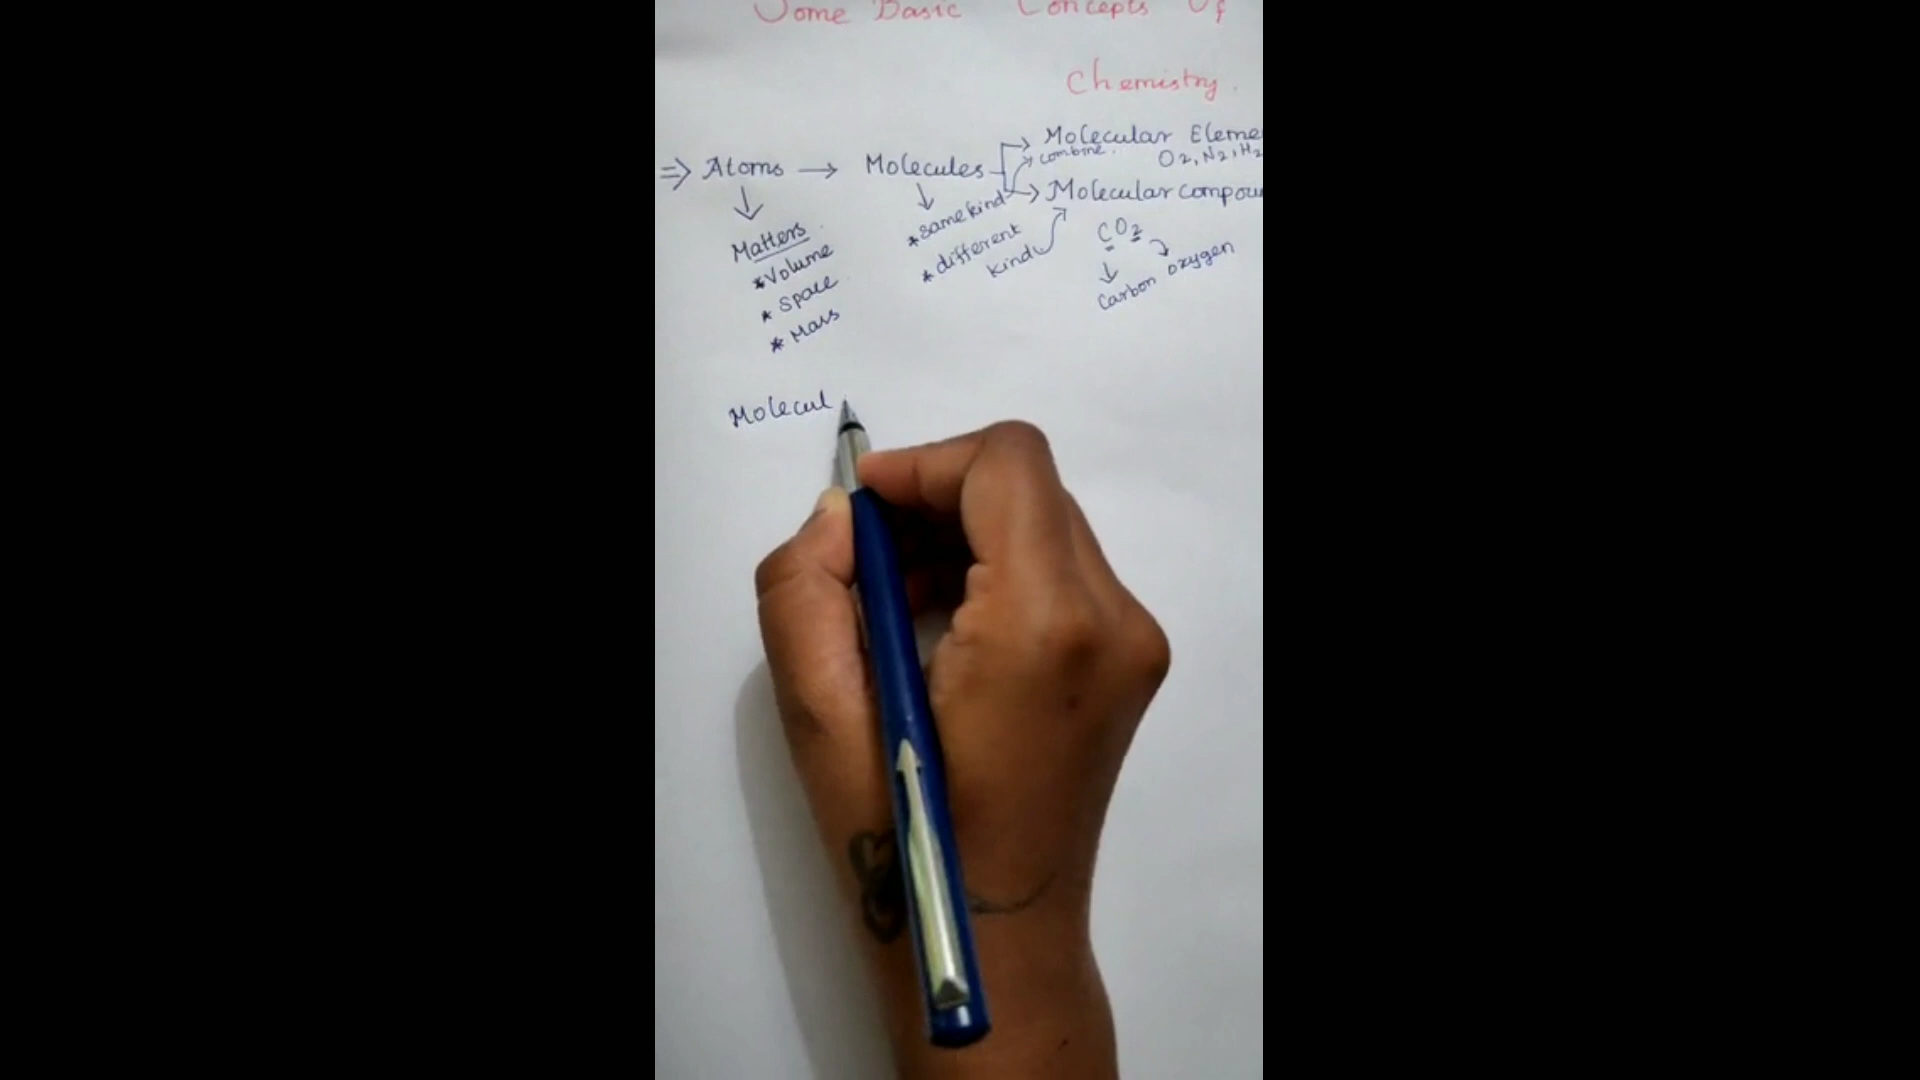 Some Basic Concepts Of
Chemistry.
⇒ Atoms → Molecules
Molecular Eleme
combine.
O2, N2, H2
Molecular compou
↓
Matters
*Volume
* Space
* Mass
↓
*same kind
*different
kind
CO2
↓
Carbon
oxygen
Molecul